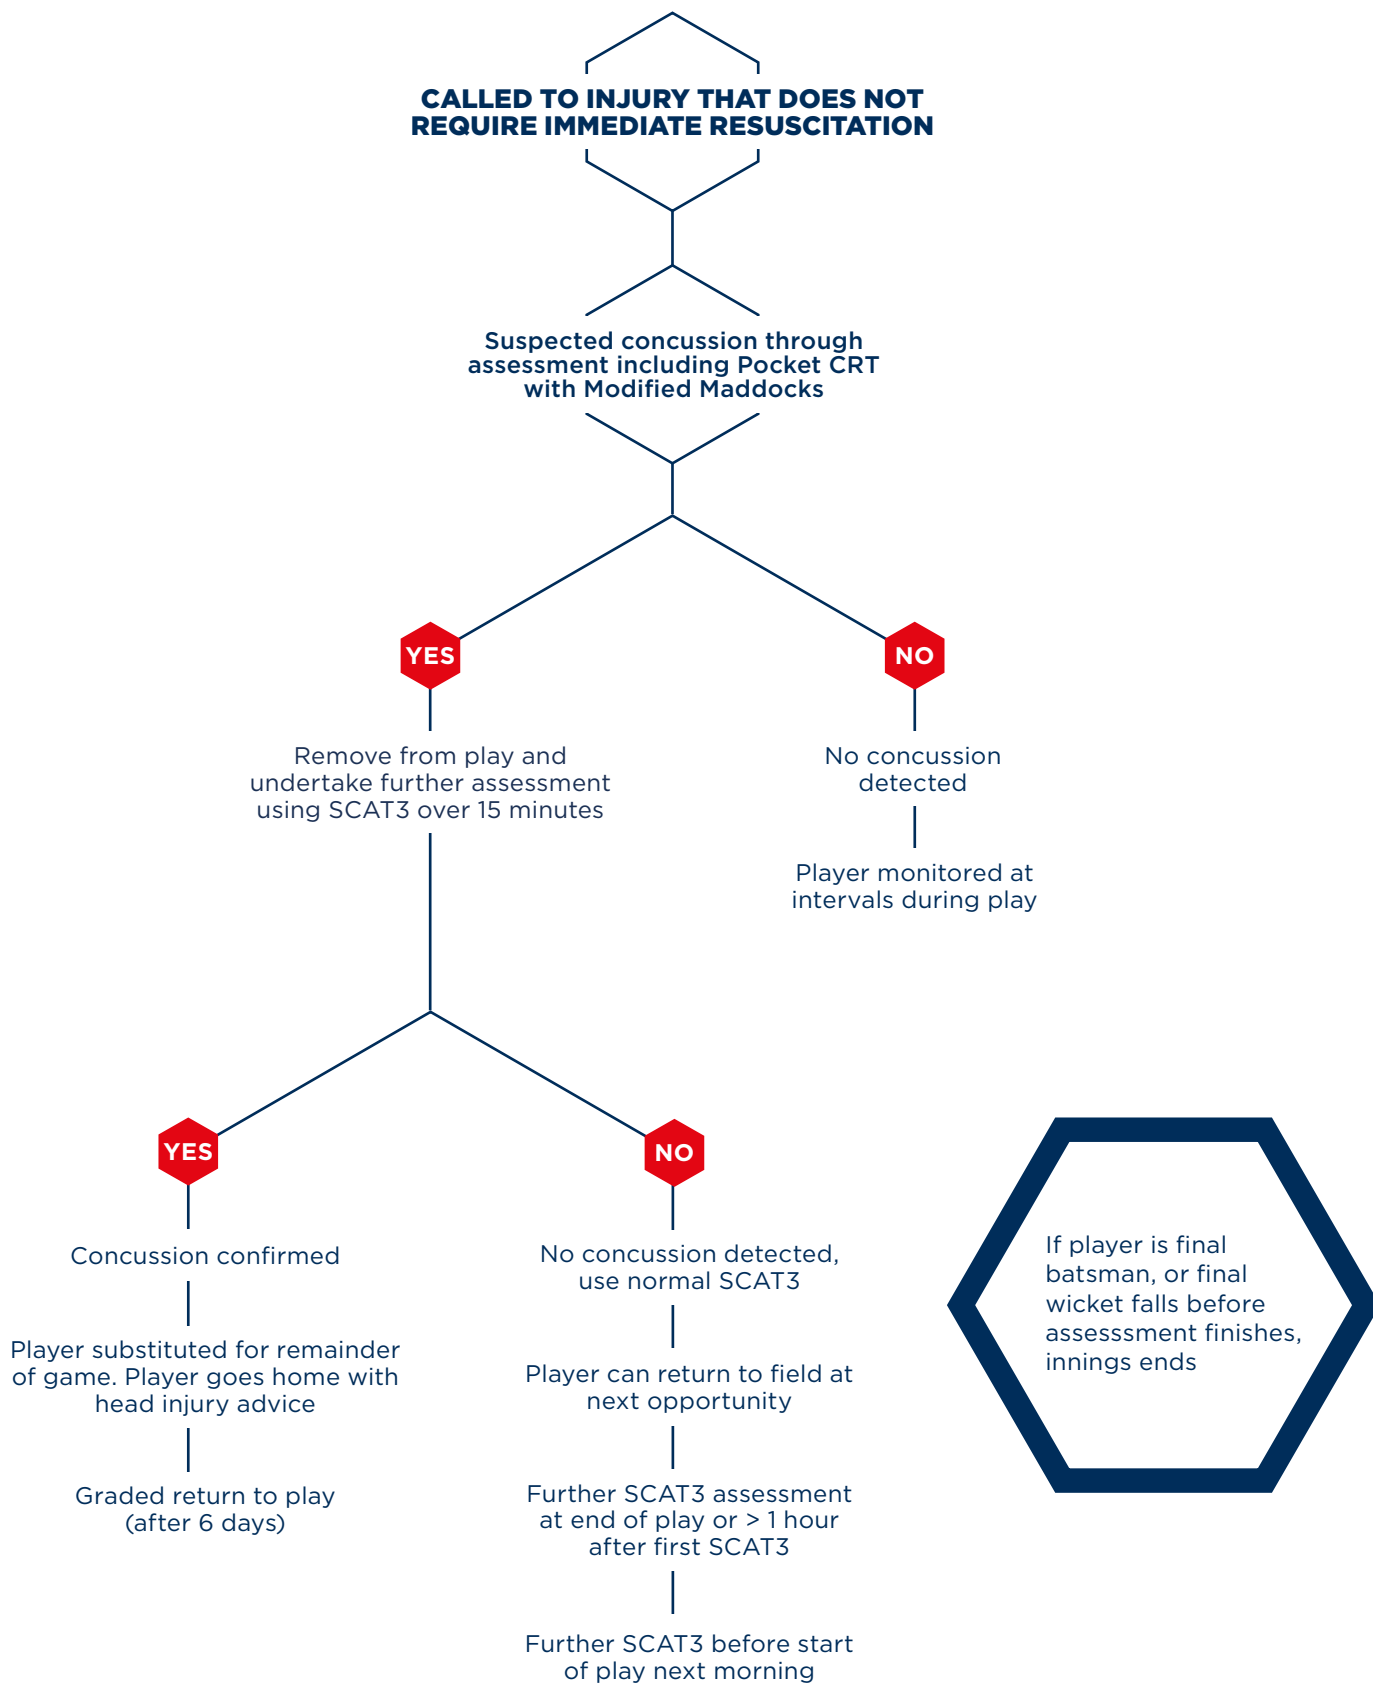 CALLED TO INJURY THAT DOES NOT
REQUIRE IMMEDIATE RESUSCITATION
Suspected concussion through
assessment including Pocket CRT
with Modified Maddocks
YES
NO
Remove from play and
undertake further assessment
using SCAT3 over 15 minutes
No concussion
detected
Player monitored at
intervals during play
YES
NO
Concussion confirmed
Player substituted for remainder
of game. Player goes home with
head injury advice
Graded return to play
(after 6 days)
No concussion detected,
use normal SCAT3
Player can return to field at
next opportunity
Further SCAT3 assessment
at end of play or > 1 hour
after first SCAT3
Further SCAT3 before start
of play next morning
If player is final
batsman, or final
wicket falls before
assesssment finishes,
innings ends